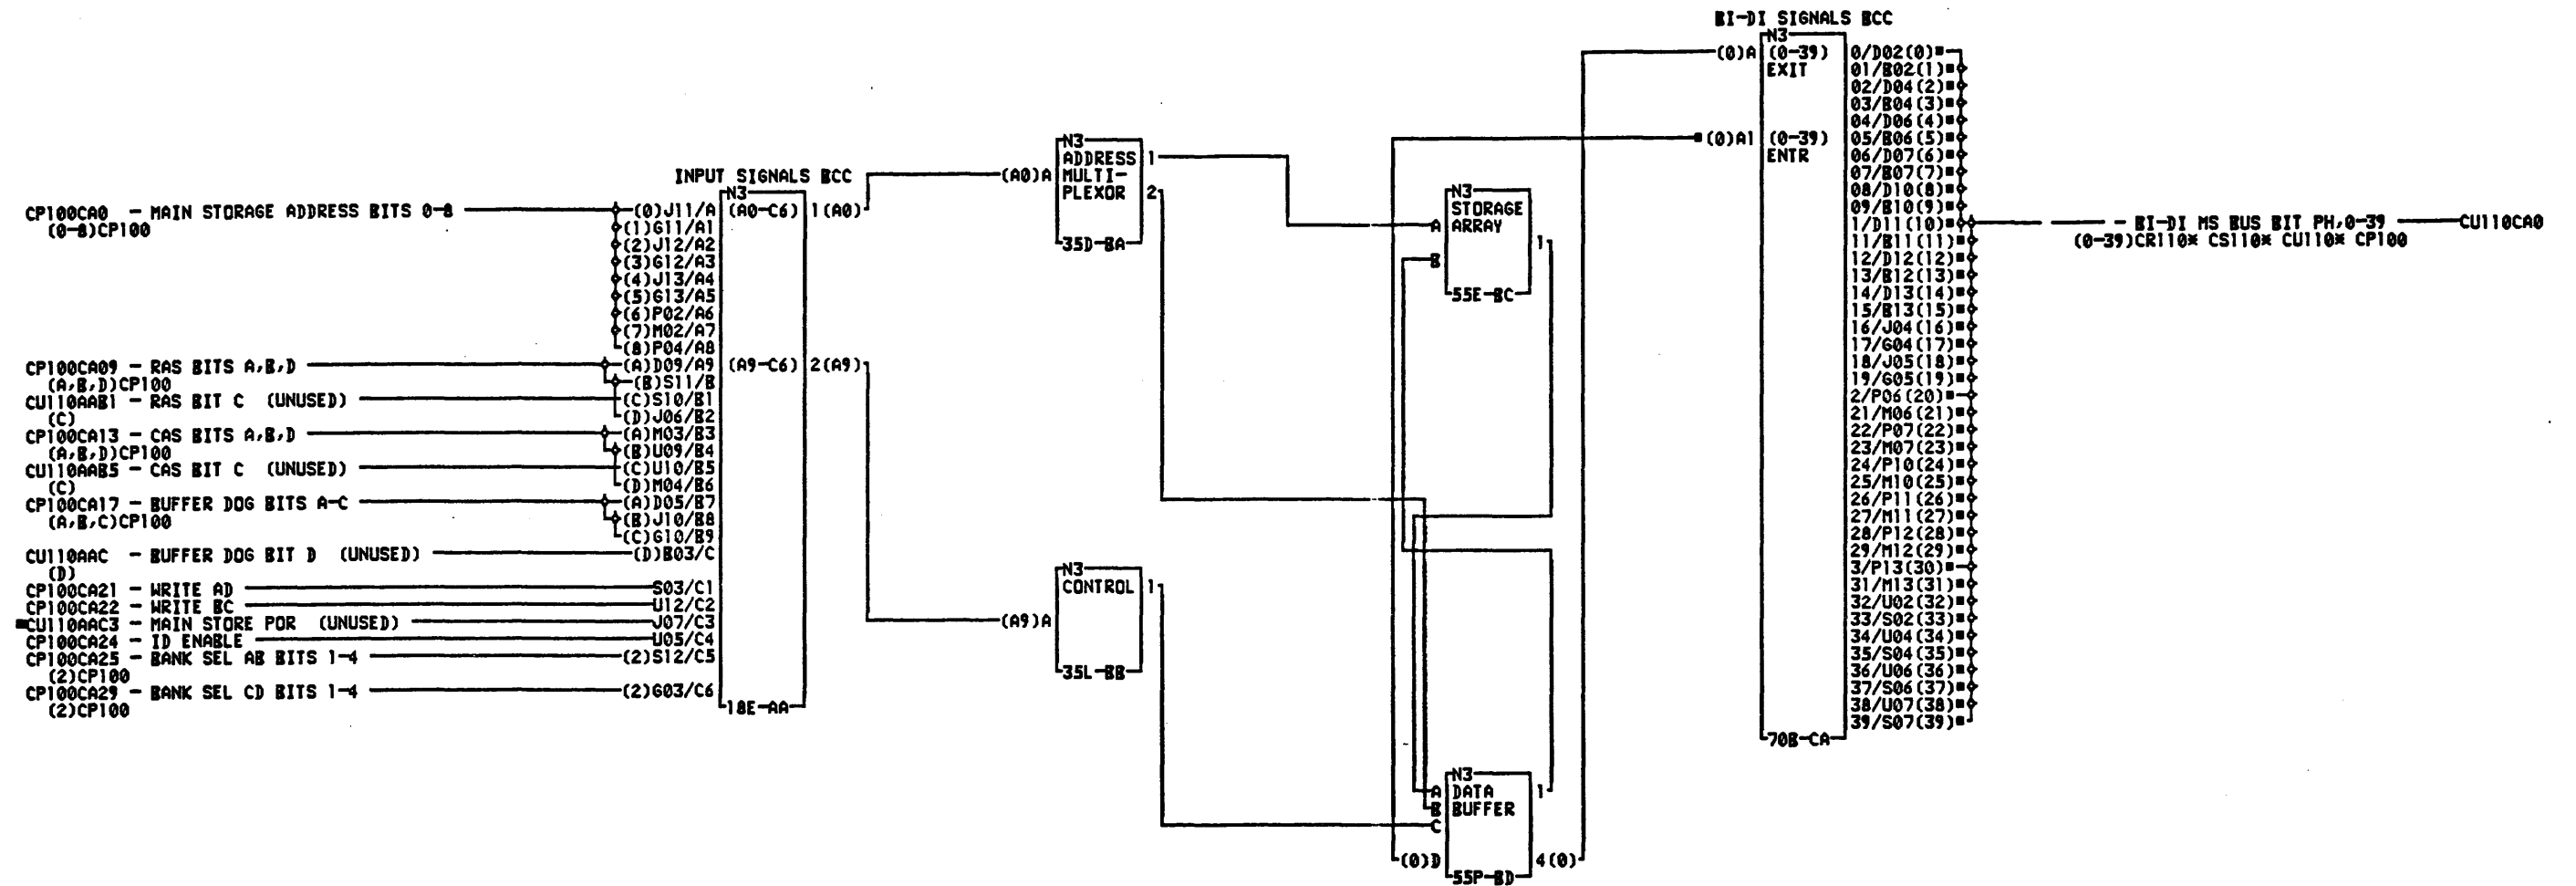 BI-DI SIGNALS BCC
N3
(0)A (0-39) 0/D02(0)
EXIT 01/B02(1)
02/D04(2)
03/B04(3)
04/D06(4)
(0)A1 (0-39) 05/B06(5)
ENTR 06/D07(6)
07/B07(7)
08/D10(8)
09/B10(9)
1/D11(10)
11/B11(11)
12/D12(12)
13/B12(13)
14/D13(14)
15/B13(15)
16/J04(16)
17/G04(17)
18/J05(18)
19/G05(19)
2/P06(20)
21/M06(21)
22/P07(22)
23/M07(23)
24/P10(24)
25/M10(25)
26/P11(26)
27/M11(27)
28/P12(28)
29/M12(29)
3/P13(30)
31/M13(31)
32/U02(32)
33/S02(33)
34/U04(34)
35/S04(35)
36/U06(36)
37/S06(37)
38/U07(38)
39/S07(39)
70B-CA
- BI-DI MS BUS BIT PH,0-39 CU110CA0
(0-39)CR110* CS110* CU110* CP100
INPUT SIGNALS BCC
N3
CP100CA0 - MAIN STORAGE ADDRESS BITS 0-8 (0)J11/A (A0-C6) 1(A0)
(0-8)CP100 (1)G11/A1
(2)J12/A2
(3)G12/A3
(4)J13/A4
(5)G13/A5
(6)P02/A6
(7)M02/A7
(8)P04/A8
CP100CA09 - RAS BITS A,B,D (A)D09/A9 (A9-C6) 2(A9)
(A,B,D)CP100 (B)S11/B
CU110AAB1 - RAS BIT C (UNUSED) (C)S10/B1
(C) (D)J06/B2
CP100CA13 - CAS BITS A,B,D (A)M03/B3
(A,B,D)CP100 (B)U09/B4
CU110AAB5 - CAS BIT C (UNUSED) (C)U10/B5
(C) (D)M04/B6
CP100CA17 - BUFFER DOG BITS A-C (A)D05/B7
(A,B,C)CP100 (B)J10/B8
(C)G10/B9
CU110AAC - BUFFER DOG BIT D (UNUSED) (D)B03/C
(D)
CP100CA21 - WRITE AD S03/C1
CP100CA22 - WRITE BC U12/C2
CU110AAC3 - MAIN STORE POR (UNUSED) J07/C3
CP100CA24 - ID ENABLE U05/C4
CP100CA25 - BANK SEL AB BITS 1-4 (2)S12/C5
(2)CP100
CP100CA29 - BANK SEL CD BITS 1-4 (2)G03/C6
(2)CP100
18E-AA
N3
ADDRESS 1
(A0)A MULTI-
PLEXOR 2
35D-BA
N3
STORAGE
A ARRAY
1
B
55E-BC
N3
CONTROL 1
(A9)A
35L-BB
N3
A DATA 1
B BUFFER
C
(0)D 4(0)
55P-BD